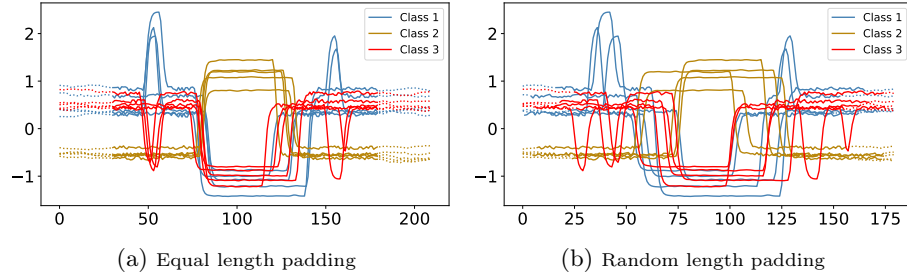 2
1
0
−1
0
50
100
150
200
Class 1
Class 2
Class 3
(a) Equal length padding
2
1
0
−1
0
25
50
75
100
125
150
175
Class 1
Class 2
Class 3
(b) Random length padding